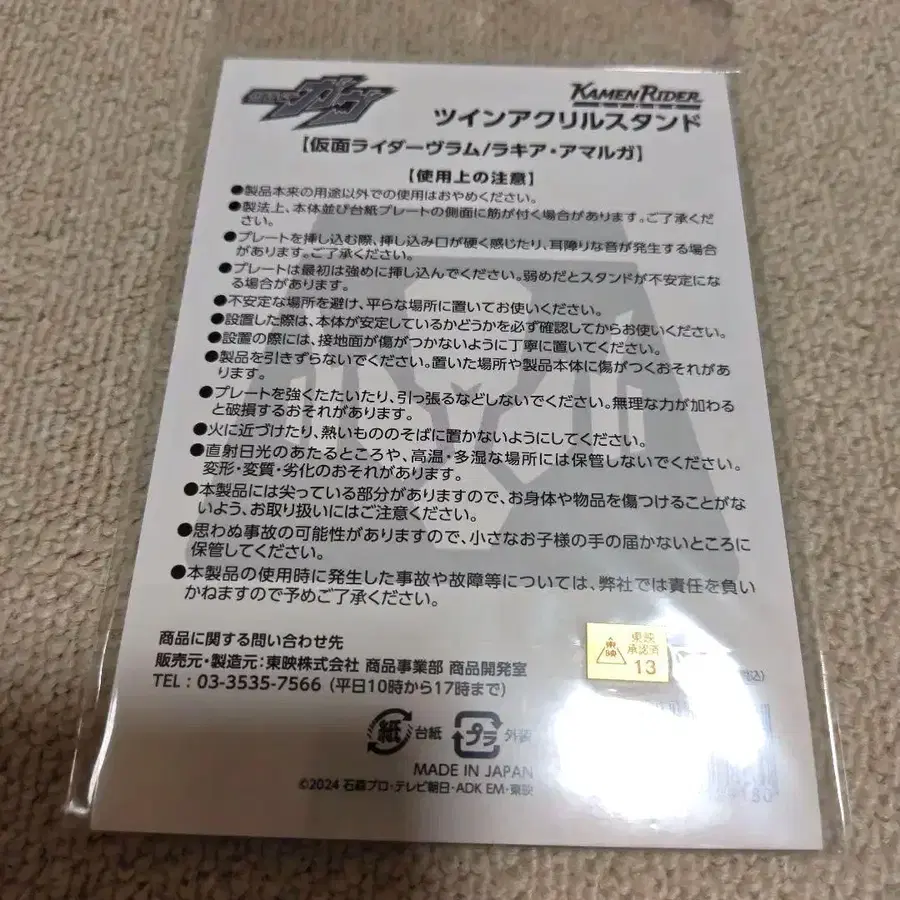 仮面ライダーガヴ
KAMEN RIDER
STORE
ツインアクリルスタンド
【仮面ライダーヴラム/ラキア・アマルガ】
【使用上の注意】
●製品本来の用途以外での使用はおやめください。
●製法上、本体並び台紙プレートの側面に筋が付く場合があります。ご了承くだ
さい。
●プレートを挿し込む際、挿し込み口が硬く感じたり、耳障りな音が発生する場合
があります。ご了承ください。
●プレートは最初は強めに挿し込んでください。弱めだとスタンドが不安定にな
る場合があります。
●不安定な場所を避け、平らな場所に置いてお使いください。
●設置した際は、本体が安定しているかどうかを必ず確認してからお使いください。
●設置の際には、接地面が傷がつかないように丁寧に置いてください。
●製品を引きずらないでください。置いた場所や製品本体に傷がつくおそれがあ
ります。
●プレートを強くたたいたり、引っ張るなどしないでください。無理な力が加わる
と破損するおそれがあります。
●火に近づけたり、熱いもののそばに置かないようにしてください。
●直射日光のあたるところや、高温・多湿な場所には保管しないでください。
変形・変質・劣化のおそれがあります。
●本製品には尖っている部分がありますので、お身体や物品を傷つけることがな
いよう、お取り扱いにはご注意ください。
●思わぬ事故の可能性がありますので、小さなお子様の手の届かないところに
保管してください。
●本製品の使用時に発生した事故や故障等については、弊社では責任を負い
かねますので予めご了承ください。
商品に関する問い合わせ先
販売元・製造元：東映株式会社 商品事業部 商品開発室
TEL：03-3535-7566（平日10時から17時まで）
東映
東映
承認済
13
紙 台紙 プラ 外装
MADE IN JAPAN
©2024 石森プロ・テレビ朝日・ADK EM・東映